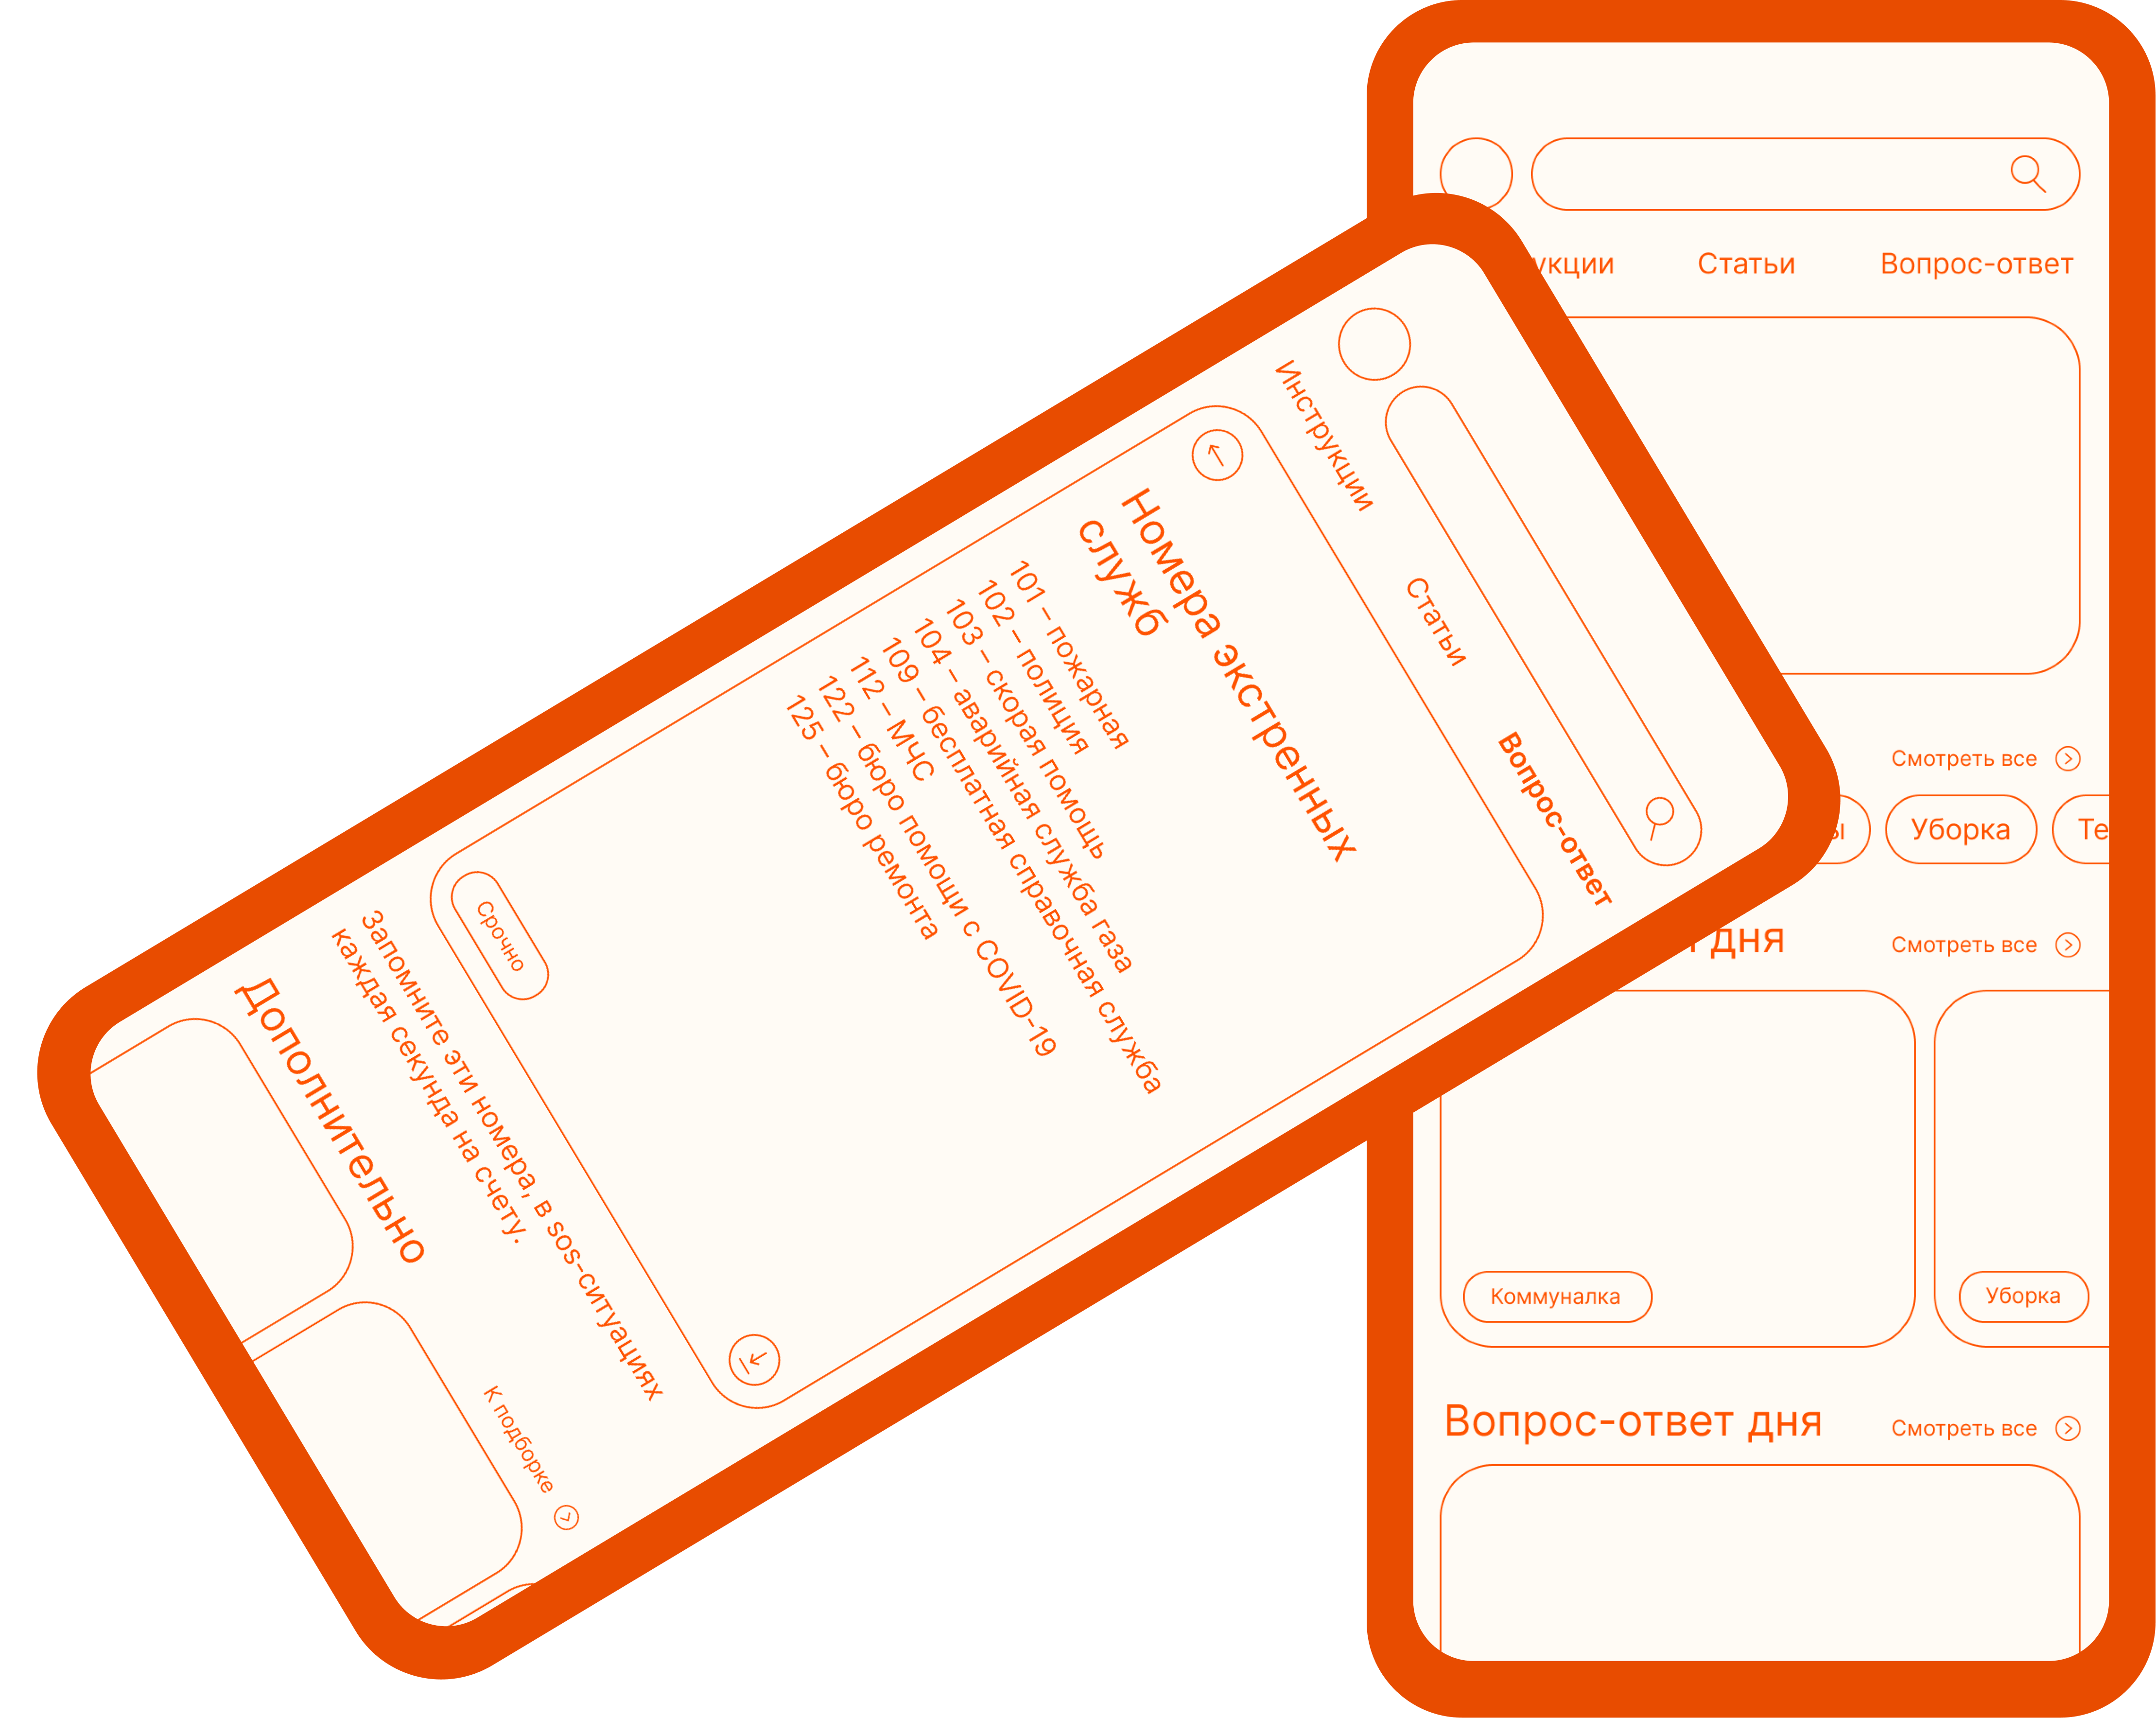 Инструкции
Статьи
Вопрос-ответ
Номера экстренных
служб
101 – пожарная
102 – полиция
103 – скорая помощь
104 – аварийная служба газа
109 – бесплатная справочная служба
112 – МЧС
122 – бюро помощи с COVID-19
125 – бюро ремонта
Срочно
Запомните эти номера, в sos-ситуациях
каждая секунда на счету.
Дополнительно
К подборке
Статьи
Вопрос-ответ
Смотреть все
Уборка
дня
Смотреть все
Коммуналка
Уборка
Вопрос-ответ дня
Смотреть все